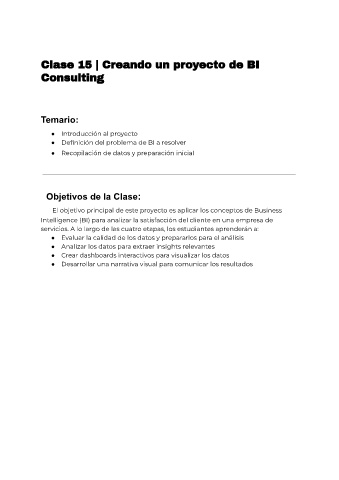 Clase 15 | Creando un proyecto de BI
Consulting
Temario:
● Introducción al proyecto
● Definición del problema de BI a resolver
● Recopilación de datos y preparación inicial
Objetivos de la Clase:
El objetivo principal de este proyecto es aplicar los conceptos de Business
Intelligence (BI) para analizar la satisfacción del cliente en una empresa de
servicios. A lo largo de las cuatro etapas, los estudiantes aprenderán a:
● Evaluar la calidad de los datos y prepararlos para el análisis
● Analizar los datos para extraer insights relevantes
● Crear dashboards interactivos para visualizar los datos
● Desarrollar una narrativa visual para comunicar los resultados